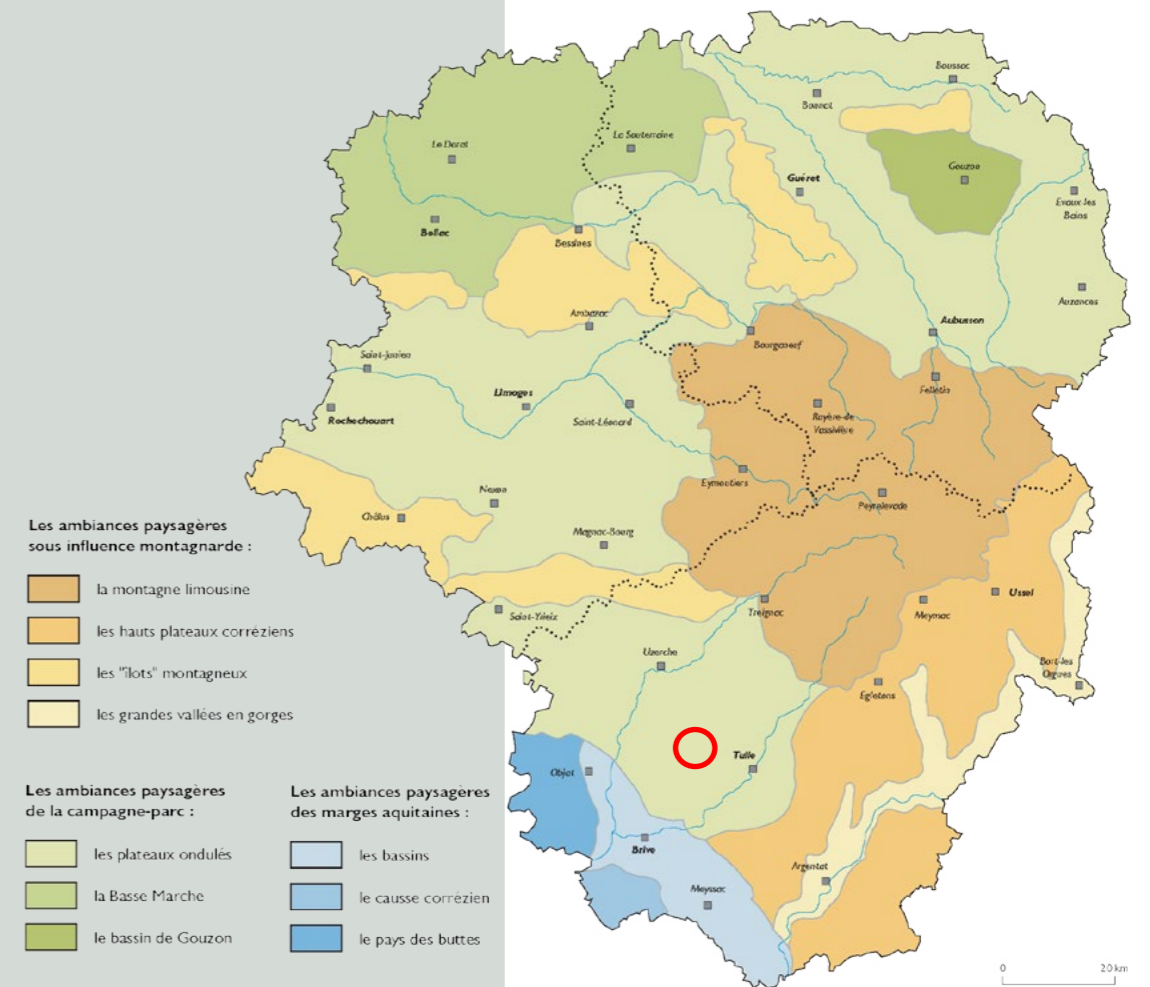 Boussac
Bonnat
La Souterraine
Le Dorat
Gouzon
Guéret
Evaux-les
Bains
Bellac
Bessines
Auzances
Ambazac
Aubusson
Bourganeuf
Saint-Junien
Felletin
Limoges
Rochechouart
Saint-Léonard
Royère-de
Vassivière
Eymoutiers
Peyrelevade
Nexon
Châlus
Magnac-Bourg
Ussel
Meymac
Treignac
Saint-Yrieix
Uzerche
Bort-les
Orgues
Egletons
Tulle
Objat
Brive
Argentat
Meyssac
Les ambiances paysagères
sous influence montagnarde :
la montagne limousine
les hauts plateaux corréziens
les "îlots" montagneux
les grandes vallées en gorges
Les ambiances paysagères
de la campagne-parc :
les plateaux ondulés
la Basse Marche
le bassin de Gouzon
Les ambiances paysagères
des marges aquitaines :
les bassins
le causse corrézien
le pays des buttes
0 20 km